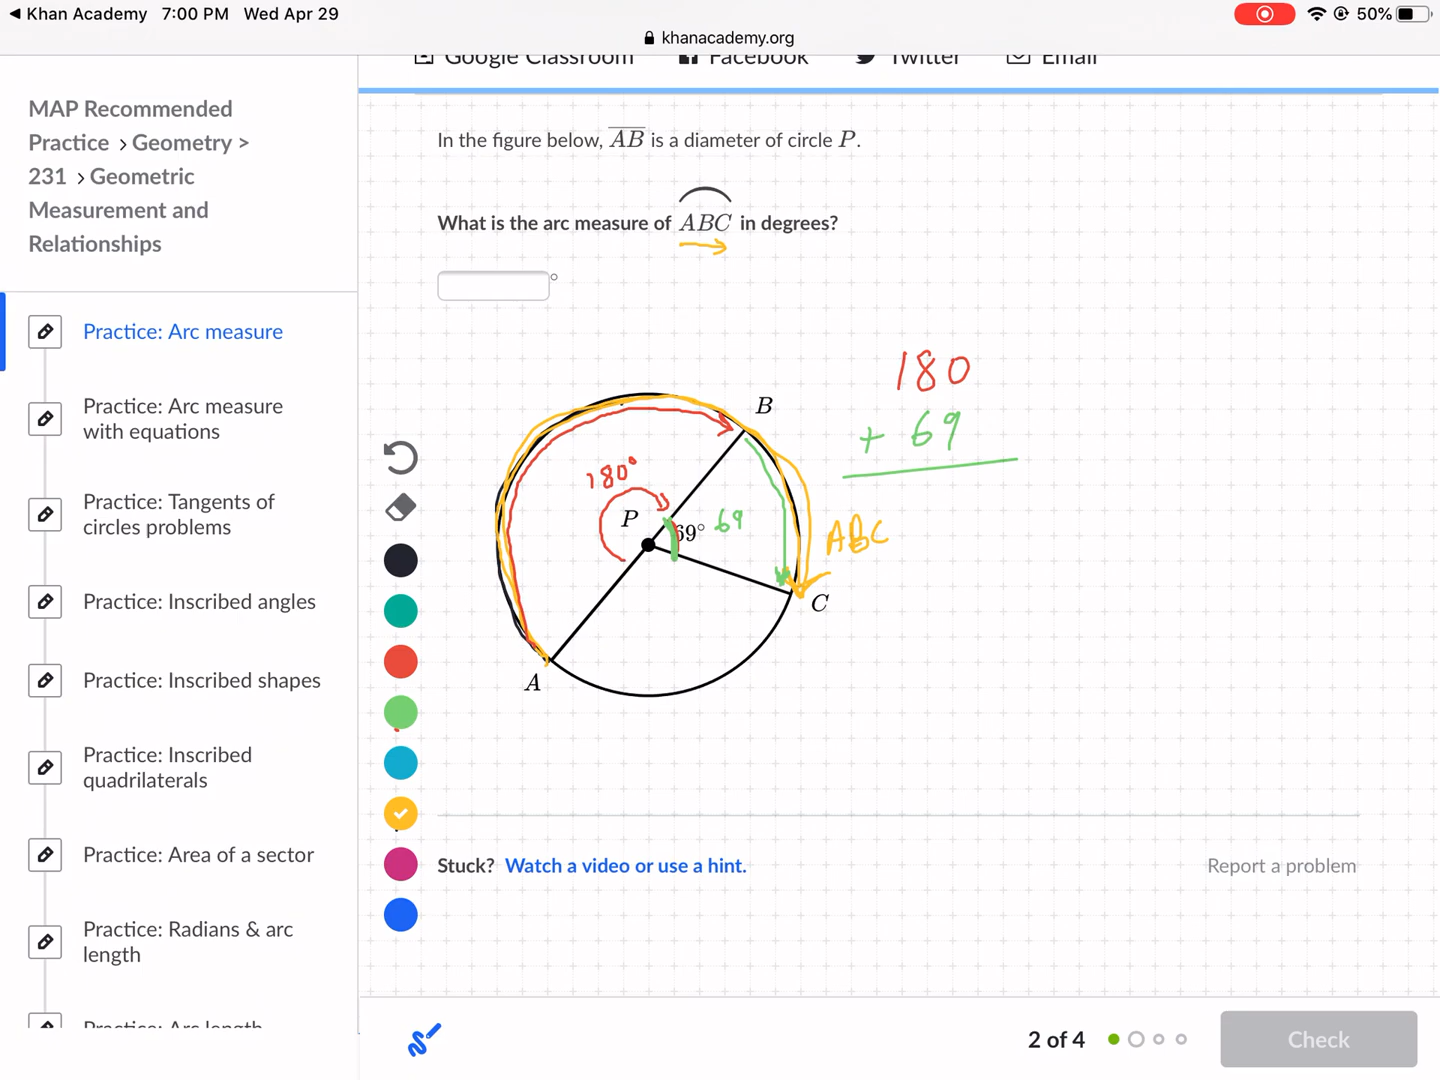 Khan Academy 7:00 PM Wed Apr 29
50%
khanacademy.org
Google Classroom Facebook Twitter Email
MAP Recommended
Practice > Geometry >
231 > Geometric
Measurement and
Relationships
Practice: Arc measure
Practice: Arc measure
with equations
Practice: Tangents of
circles problems
Practice: Inscribed angles
Practice: Inscribed shapes
Practice: Inscribed
quadrilaterals
Practice: Area of a sector
Practice: Radians & arc
length
Practice: Arc length
In the figure below, AB is a diameter of circle P.
What is the arc measure of ABC in degrees?
°
180
+ 69
B
180°
P
69°
69
ABC
C
A
Stuck? Watch a video or use a hint.
Report a problem
2 of 4
Check